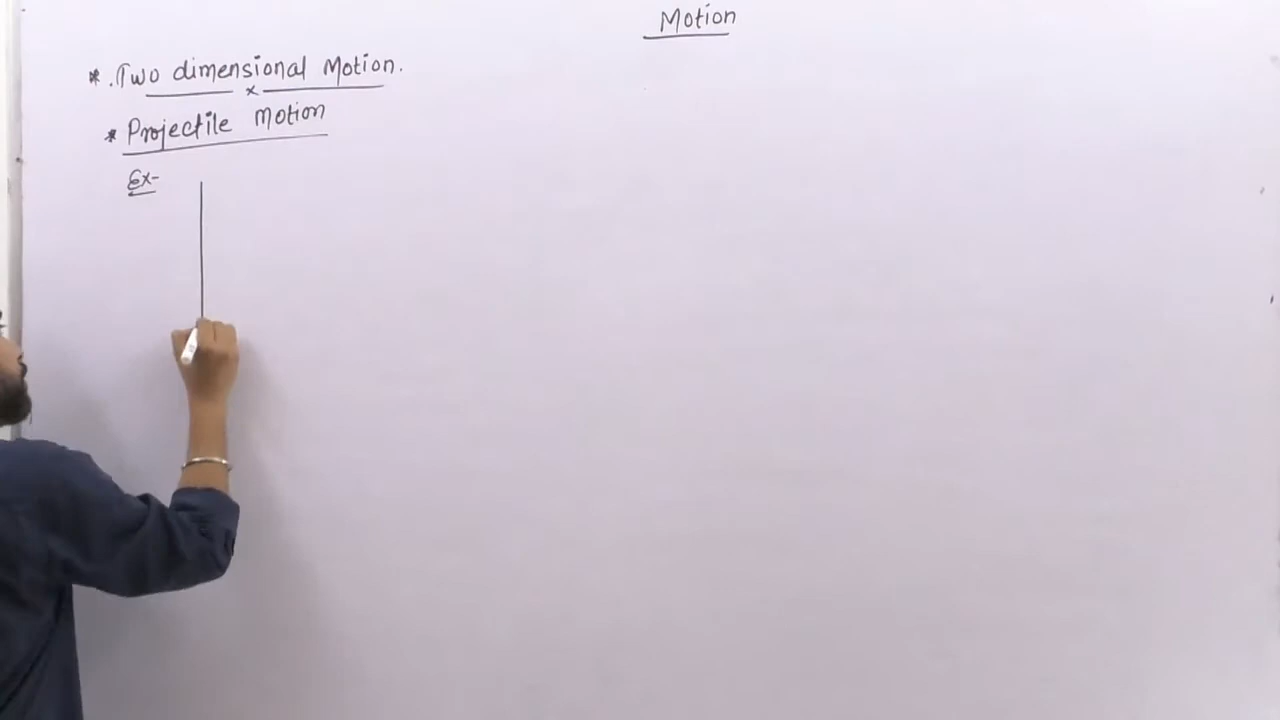 Motion
* .Two dimensional Motion.
x
* Projectile Motion
Ex-